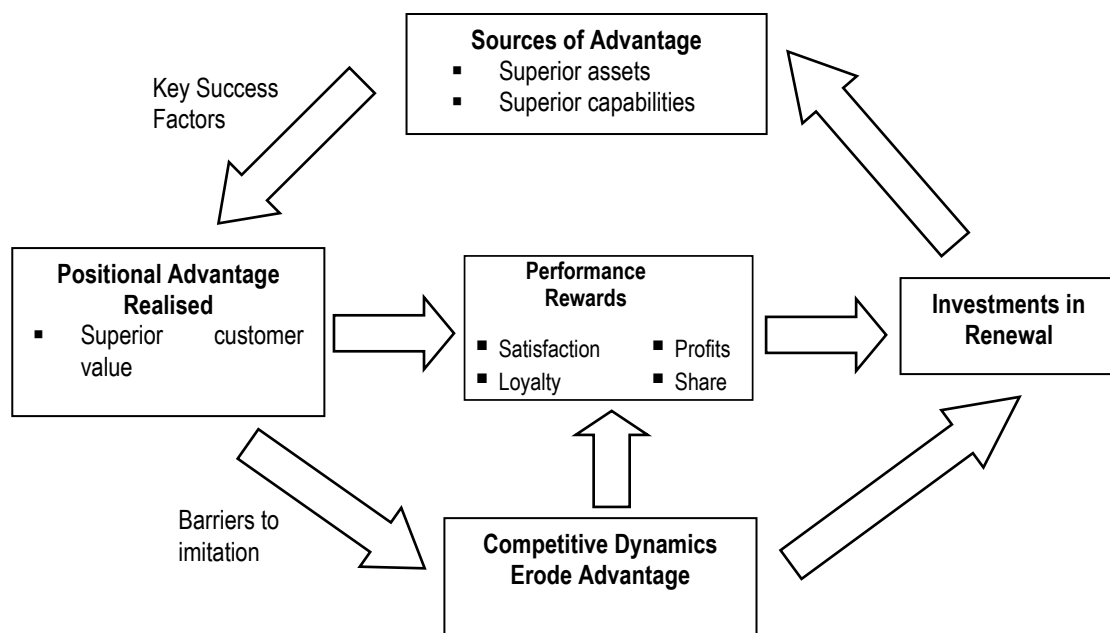 Sources of Advantage
▪ Superior assets
▪ Superior capabilities
Key Success
Factors
Positional Advantage
Realised
▪ Superior customer
value
Performance
Rewards
▪ Satisfaction ▪ Profits
▪ Loyalty ▪ Share
Investments in
Renewal
Barriers to
imitation
Competitive Dynamics
Erode Advantage